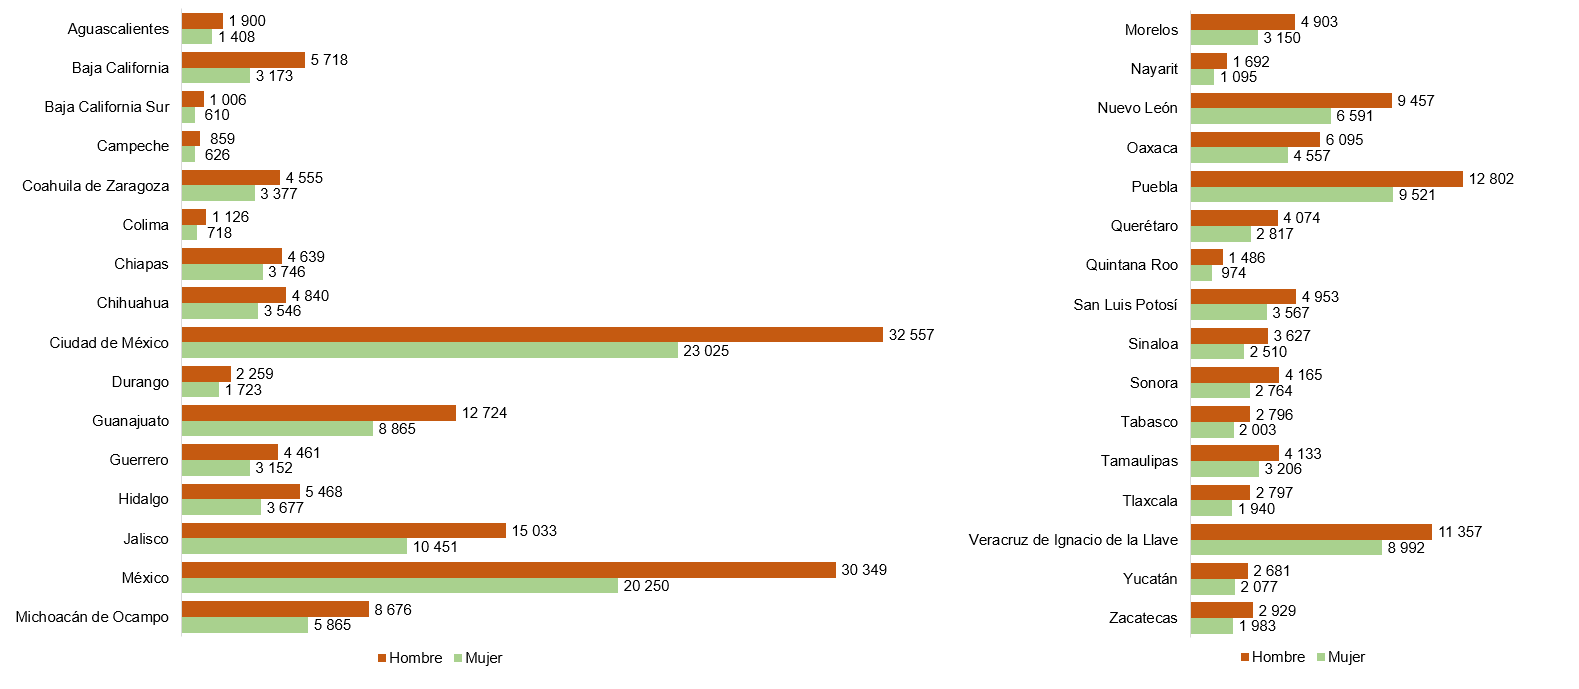 Aguascalientes
1 900
1 408
Baja California
5 718
3 173
Baja California Sur
1 006
610
Campeche
859
626
Coahuila de Zaragoza
4 555
3 377
Colima
1 126
718
Chiapas
4 639
3 746
Chihuahua
4 840
3 546
Ciudad de México
32 557
23 025
Durango
2 259
1 723
Guanajuato
12 724
8 865
Guerrero
4 461
3 152
Hidalgo
5 468
3 677
Jalisco
15 033
10 451
México
30 349
20 250
Michoacán de Ocampo
8 676
5 865
Hombre Mujer
Morelos
4 903
3 150
Nayarit
1 692
1 095
Nuevo León
9 457
6 591
Oaxaca
6 095
4 557
Puebla
12 802
9 521
Querétaro
4 074
2 817
Quintana Roo
1 486
974
San Luis Potosí
4 953
3 567
Sinaloa
3 627
2 510
Sonora
4 165
2 764
Tabasco
2 796
2 003
Tamaulipas
4 133
3 206
Tlaxcala
2 797
1 940
Veracruz de Ignacio de la Llave
11 357
8 992
Yucatán
2 681
2 077
Zacatecas
2 929
1 983
Hombre Mujer